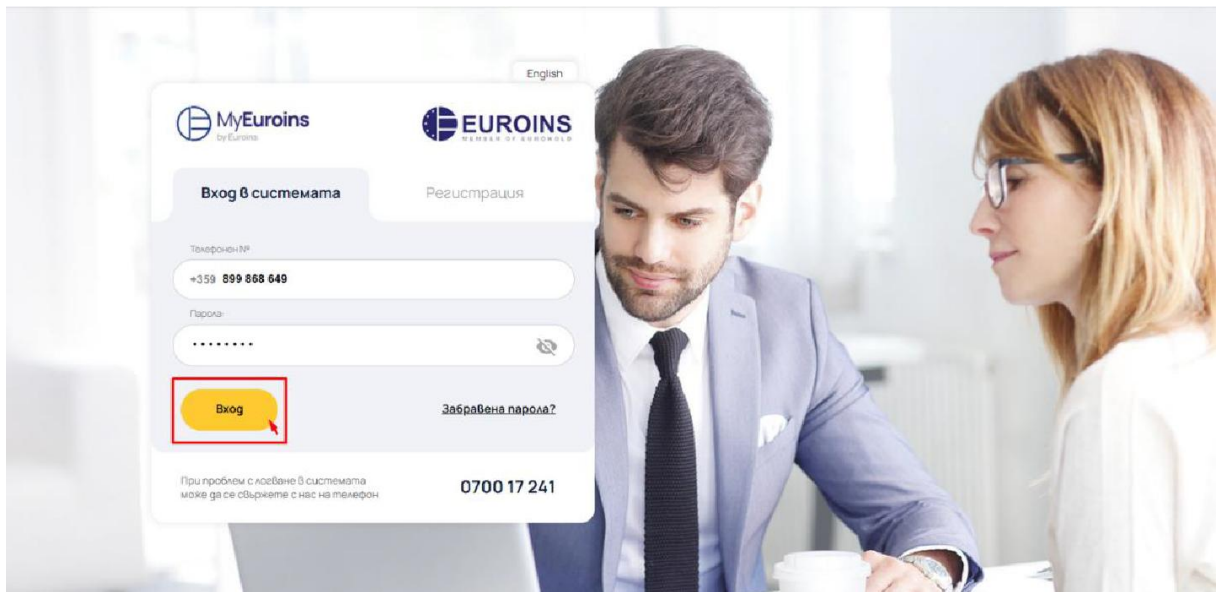 English
MyEuroins
by Euroins
EUROINS
MEMBER OF EUROHOLD
Вход в системата
Регистрация
Телефонен №
+359 899 868 649
Парола
Вход
Забравена парола?
При проблем с логване в системата
може да се свържете с нас на телефон
0700 17 241